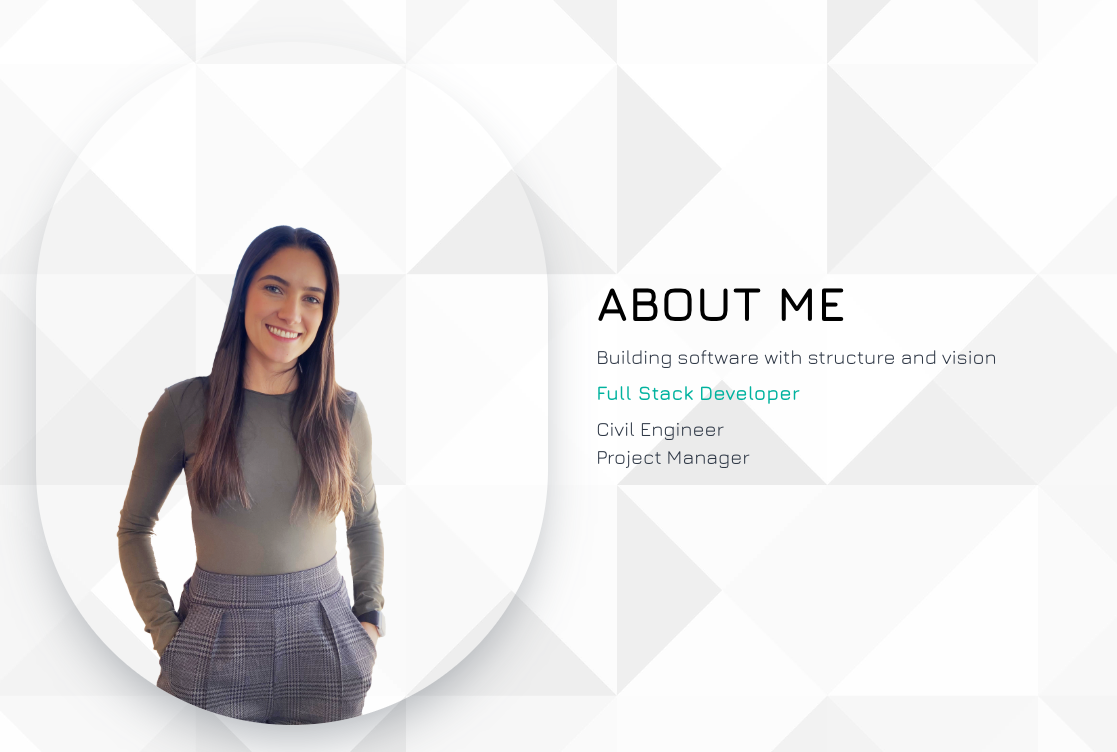 ABOUT ME
Building software with structure and vision
Full Stack Developer
Civil Engineer
Project Manager